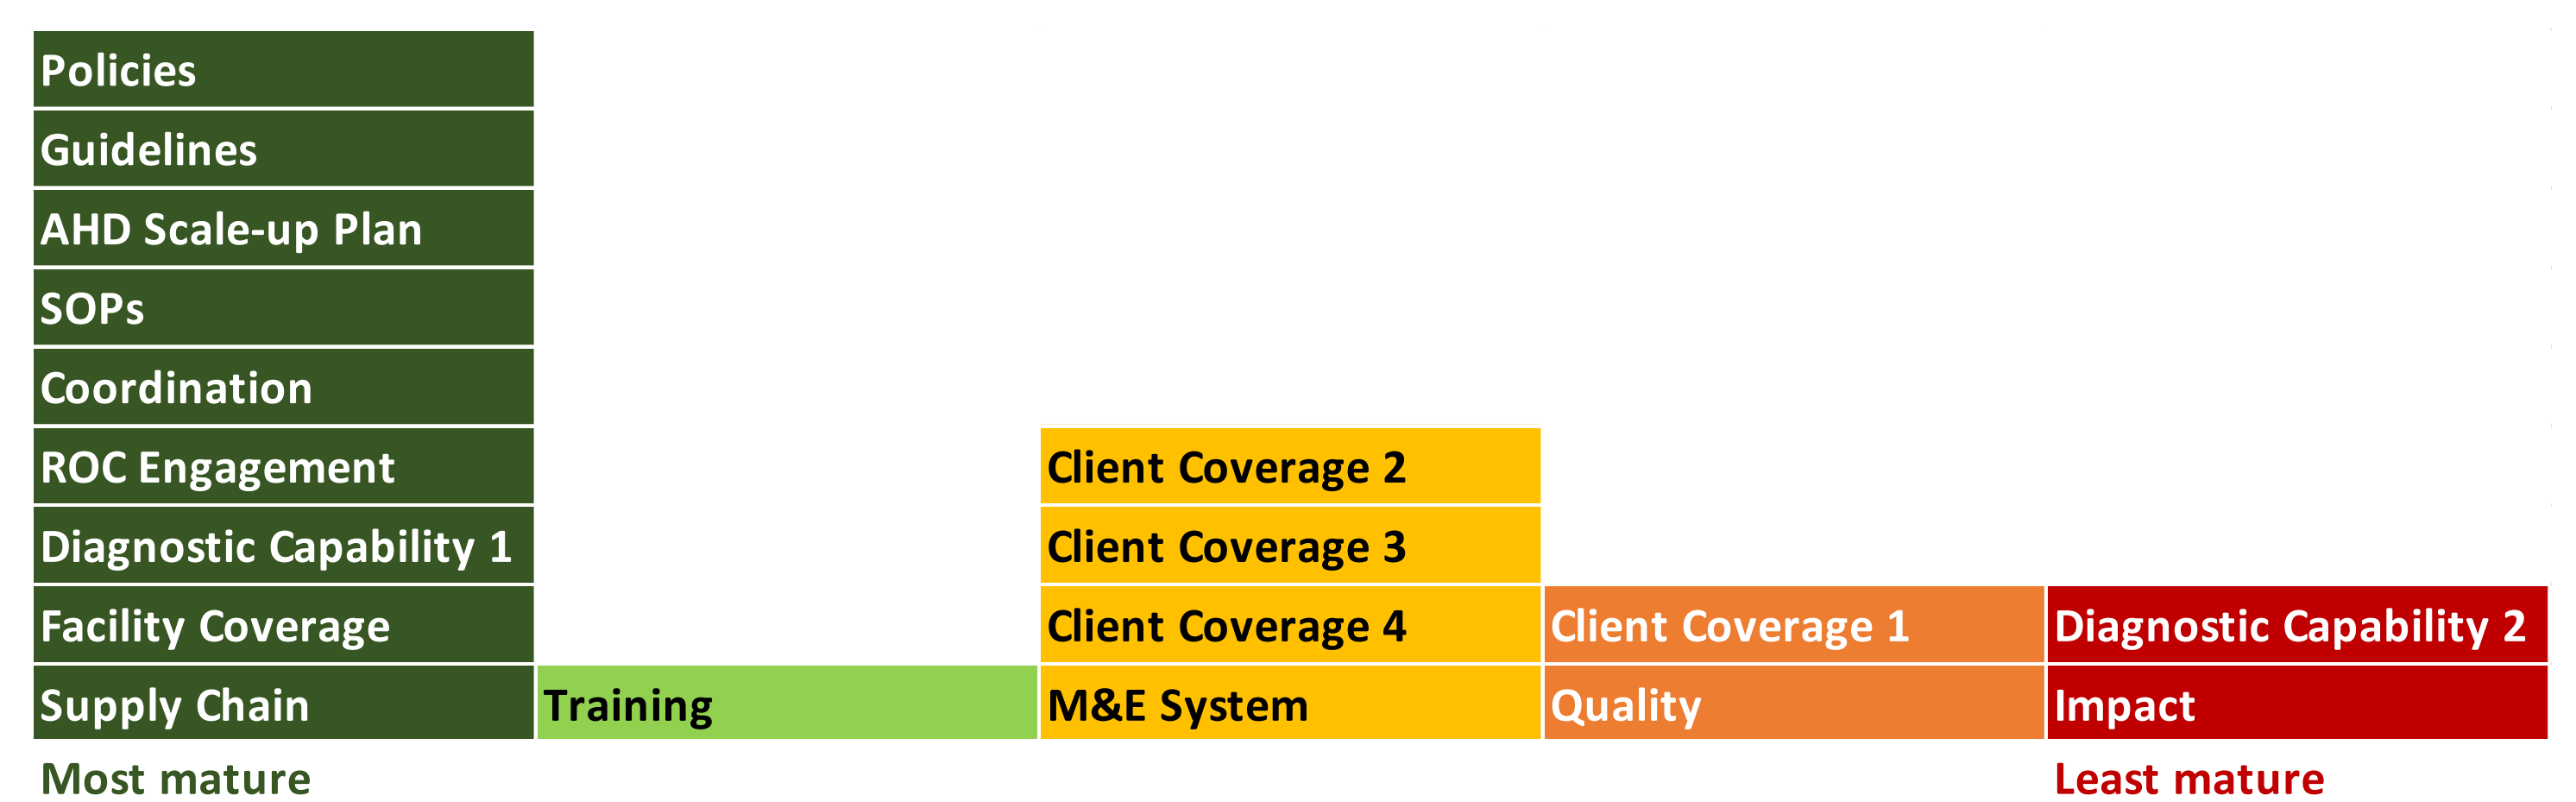 Policies
Guidelines
AHD Scale-up Plan
SOPs
Coordination
ROC Engagement
Client Coverage 2
Diagnostic Capability 1
Client Coverage 3
Facility Coverage
Client Coverage 4
Client Coverage 1
Diagnostic Capability 2
Supply Chain
Training
M&E System
Quality
Impact
Most mature
Least mature